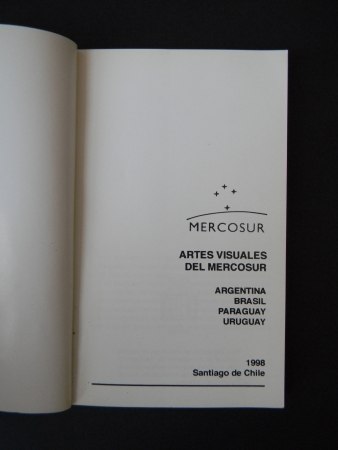 MERCOSUR
ARTES VISUALES
DEL MERCOSUR
ARGENTINA
BRASIL
PARAGUAY
URUGUAY
1998
Santiago de Chile